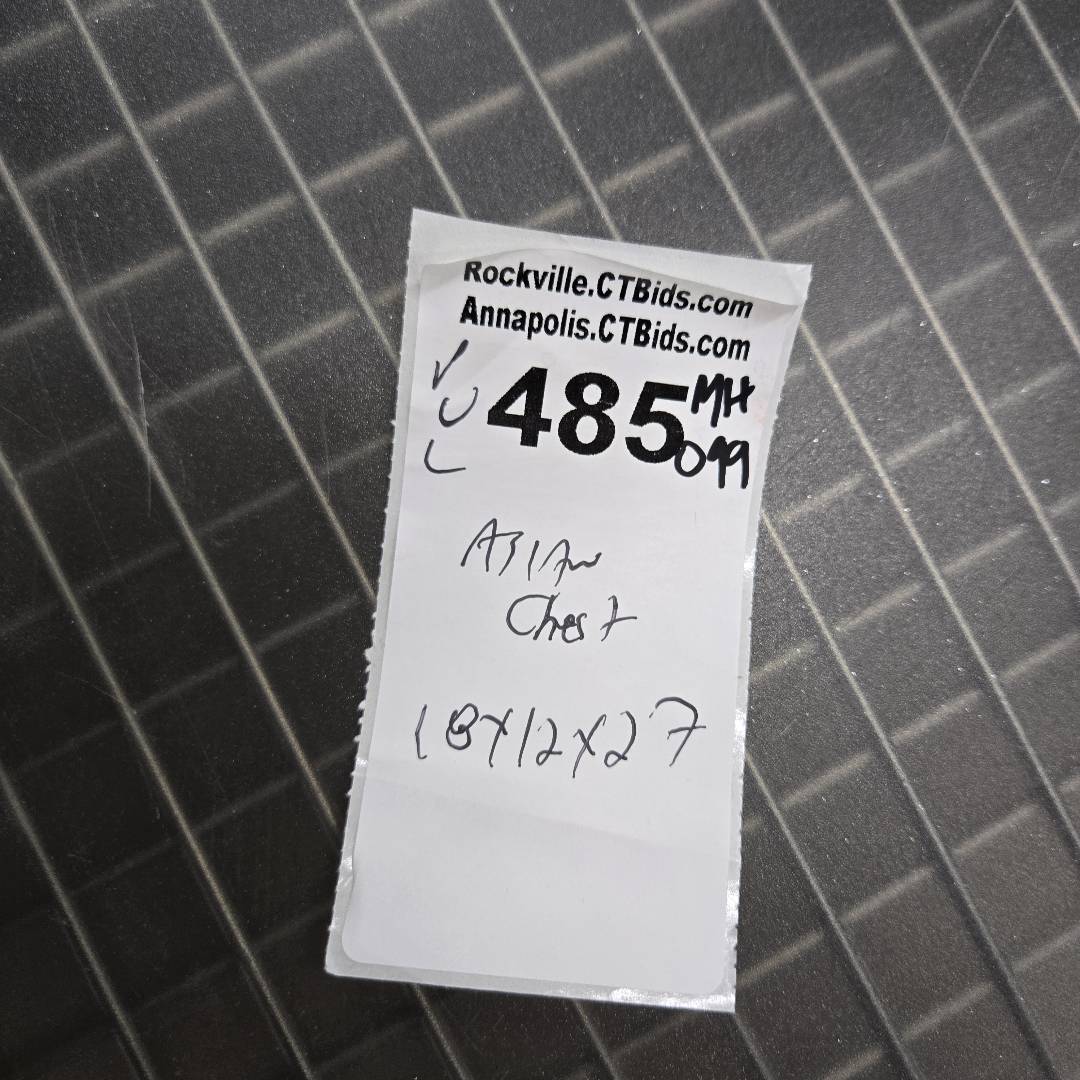 Rockville.CTBids.com
Annapolis.CTBids.com
✓
U 485 MH
L 099
ASIAN
Chest
18X12X27